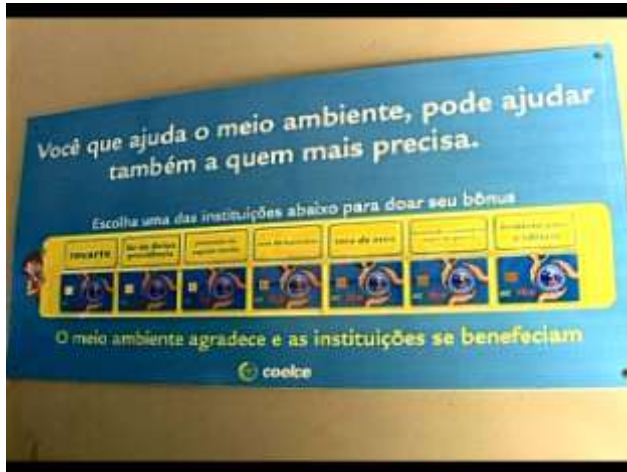 Você que ajuda o meio ambiente, pode ajudar
também a quem mais precisa.
Escolha uma das instituições abaixo para doar seu bônus
O meio ambiente agradece e as instituições se benefeciam
coelce